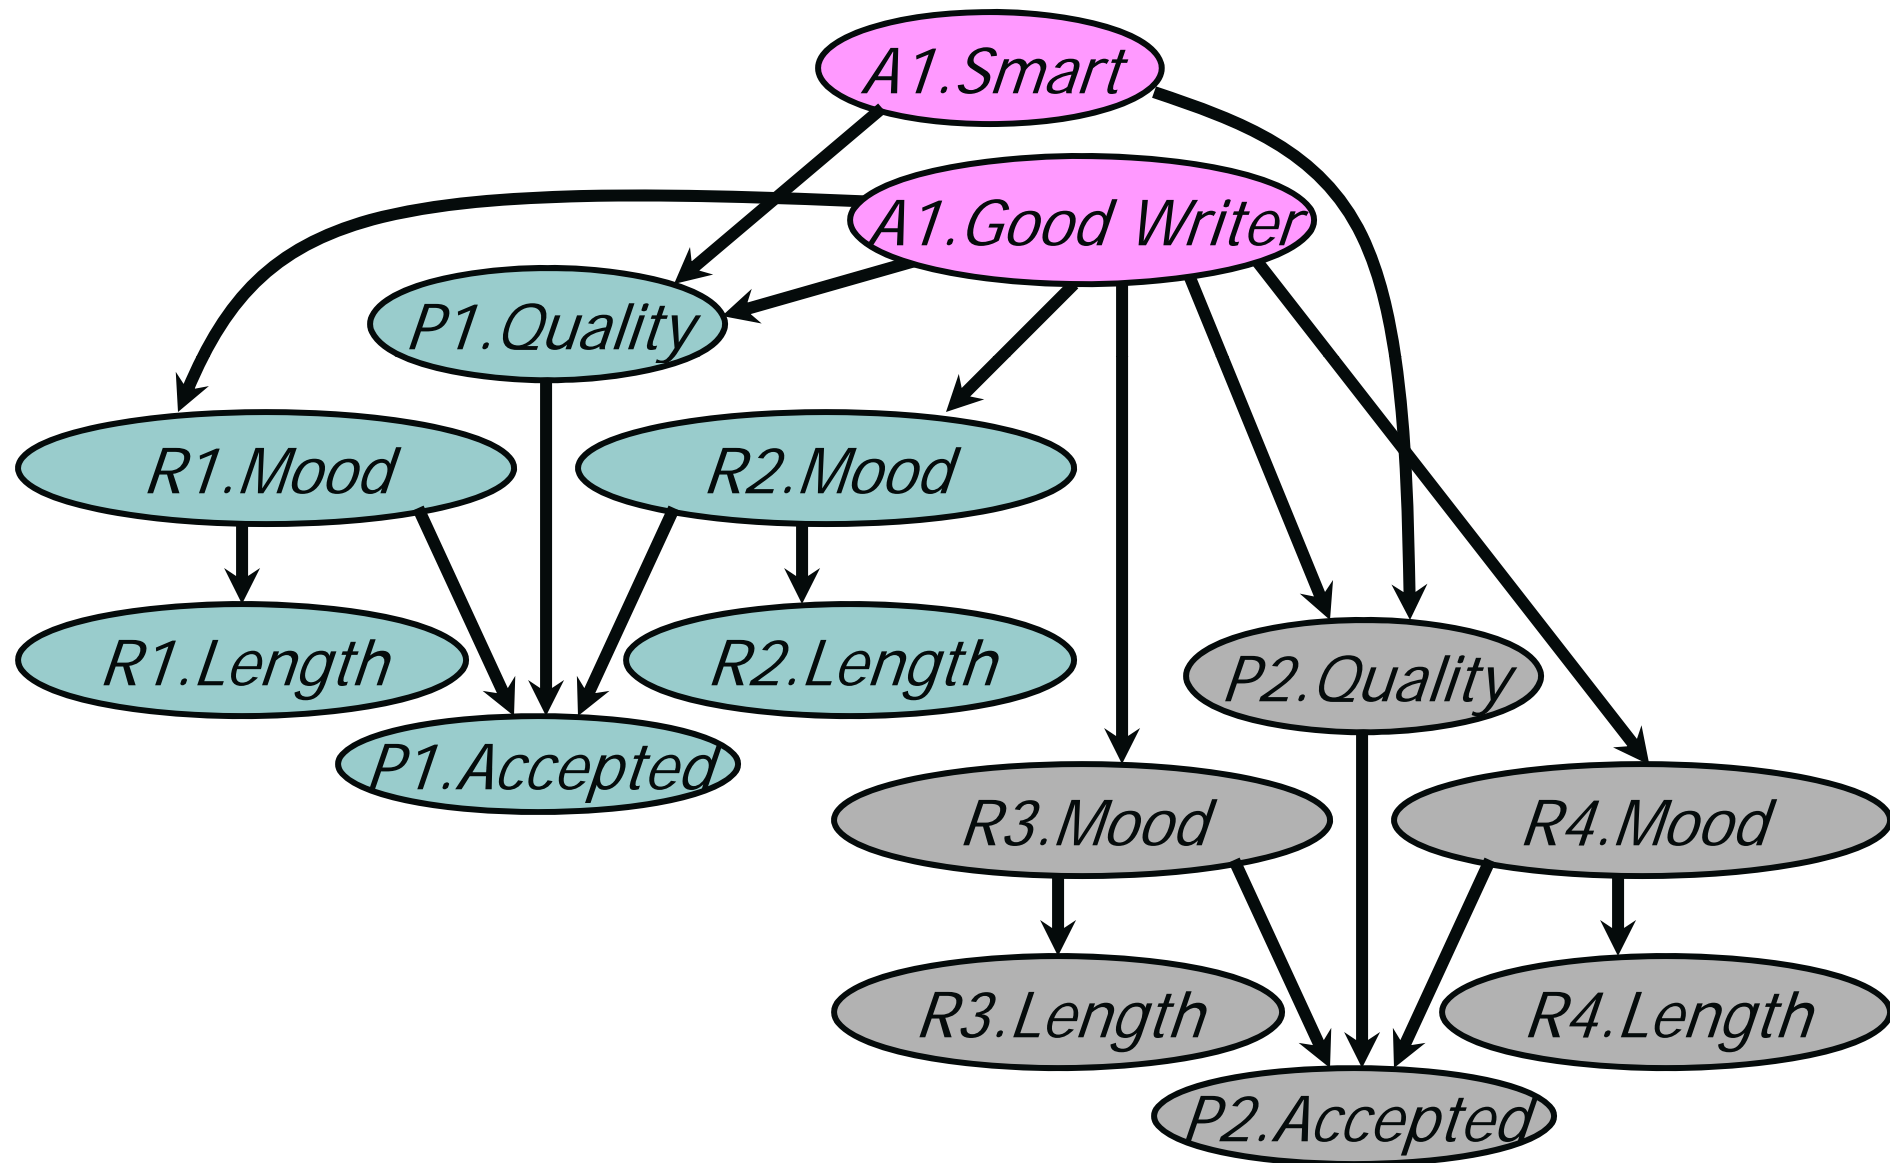 A1.Smart
A1.Good Writer
P1.Quality
R1.Mood
R2.Mood
R1.Length
R2.Length
P2.Quality
P1.Accepted
R3.Mood
R4.Mood
R3.Length
R4.Length
P2.Accepted